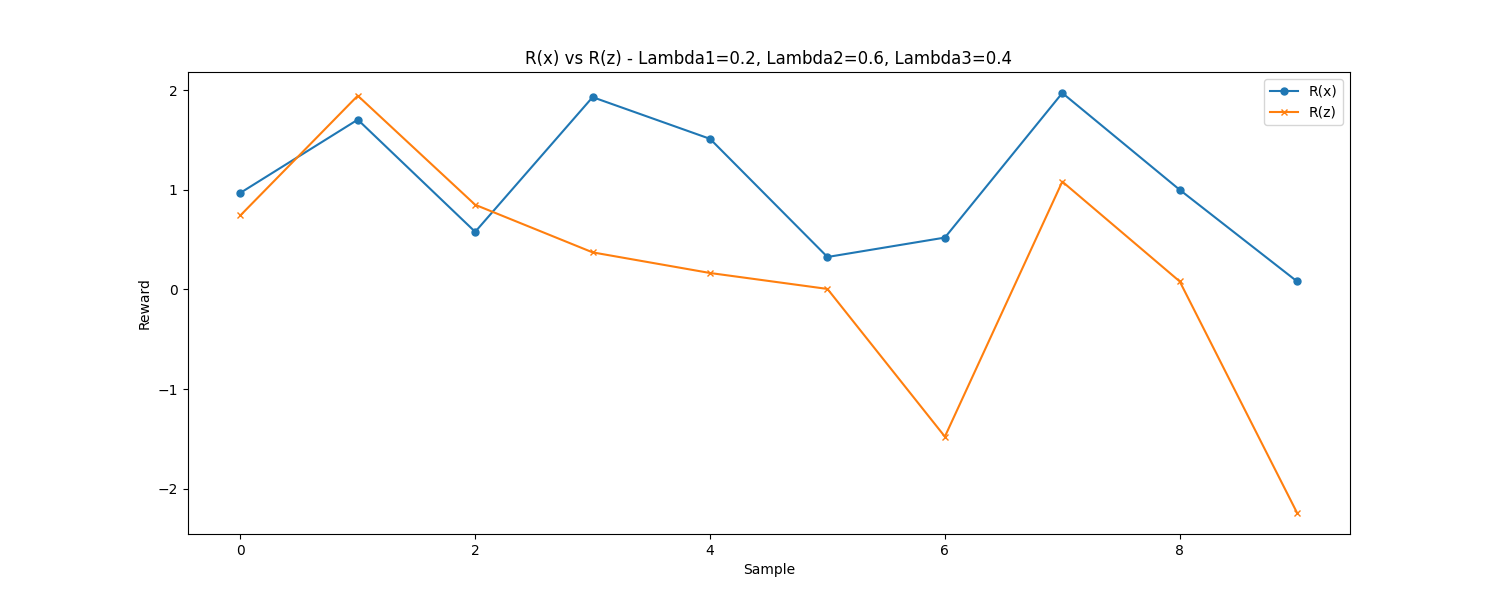 R(x) vs R(z) - Lambda1=0.2, Lambda2=0.6, Lambda3=0.4
R(x)
R(z)
2
1
0
−1
−2
Reward
0 2 4 6 8
Sample